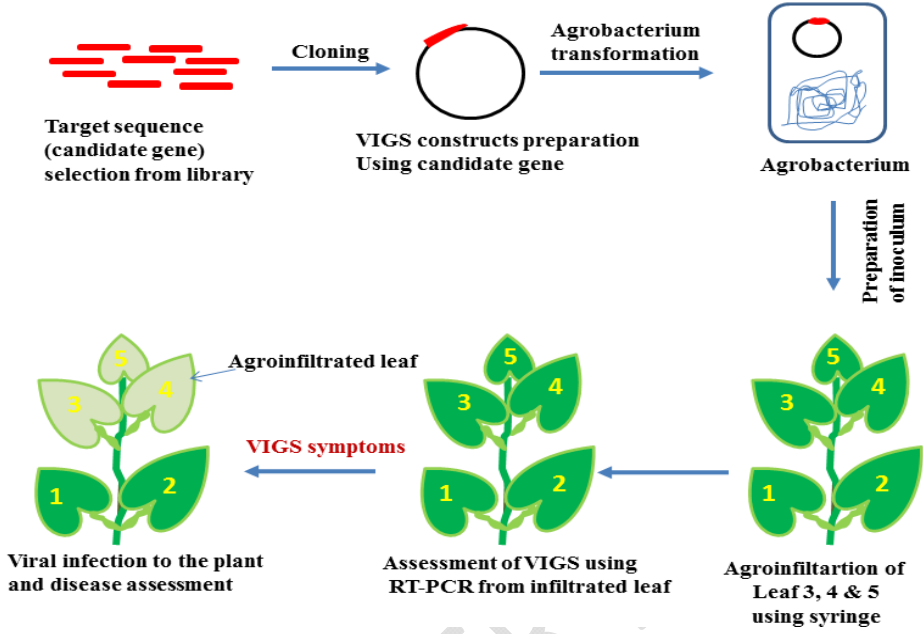 Cloning
Agrobacterium
transformation
Target sequence
(candidate gene)
selection from library
VIGS constructs preparation
Using candidate gene
Agrobacterium
Preparation
of inoculum
5
4
3
2
1
Agroinfiltrated leaf
VIGS symptoms
5
4
3
2
1
5
4
3
2
1
Viral infection to the plant
and disease assessment
Assessment of VIGS using
RT-PCR from infiltrated leaf
Agroinfiltartion of
Leaf 3, 4 & 5
using syringe